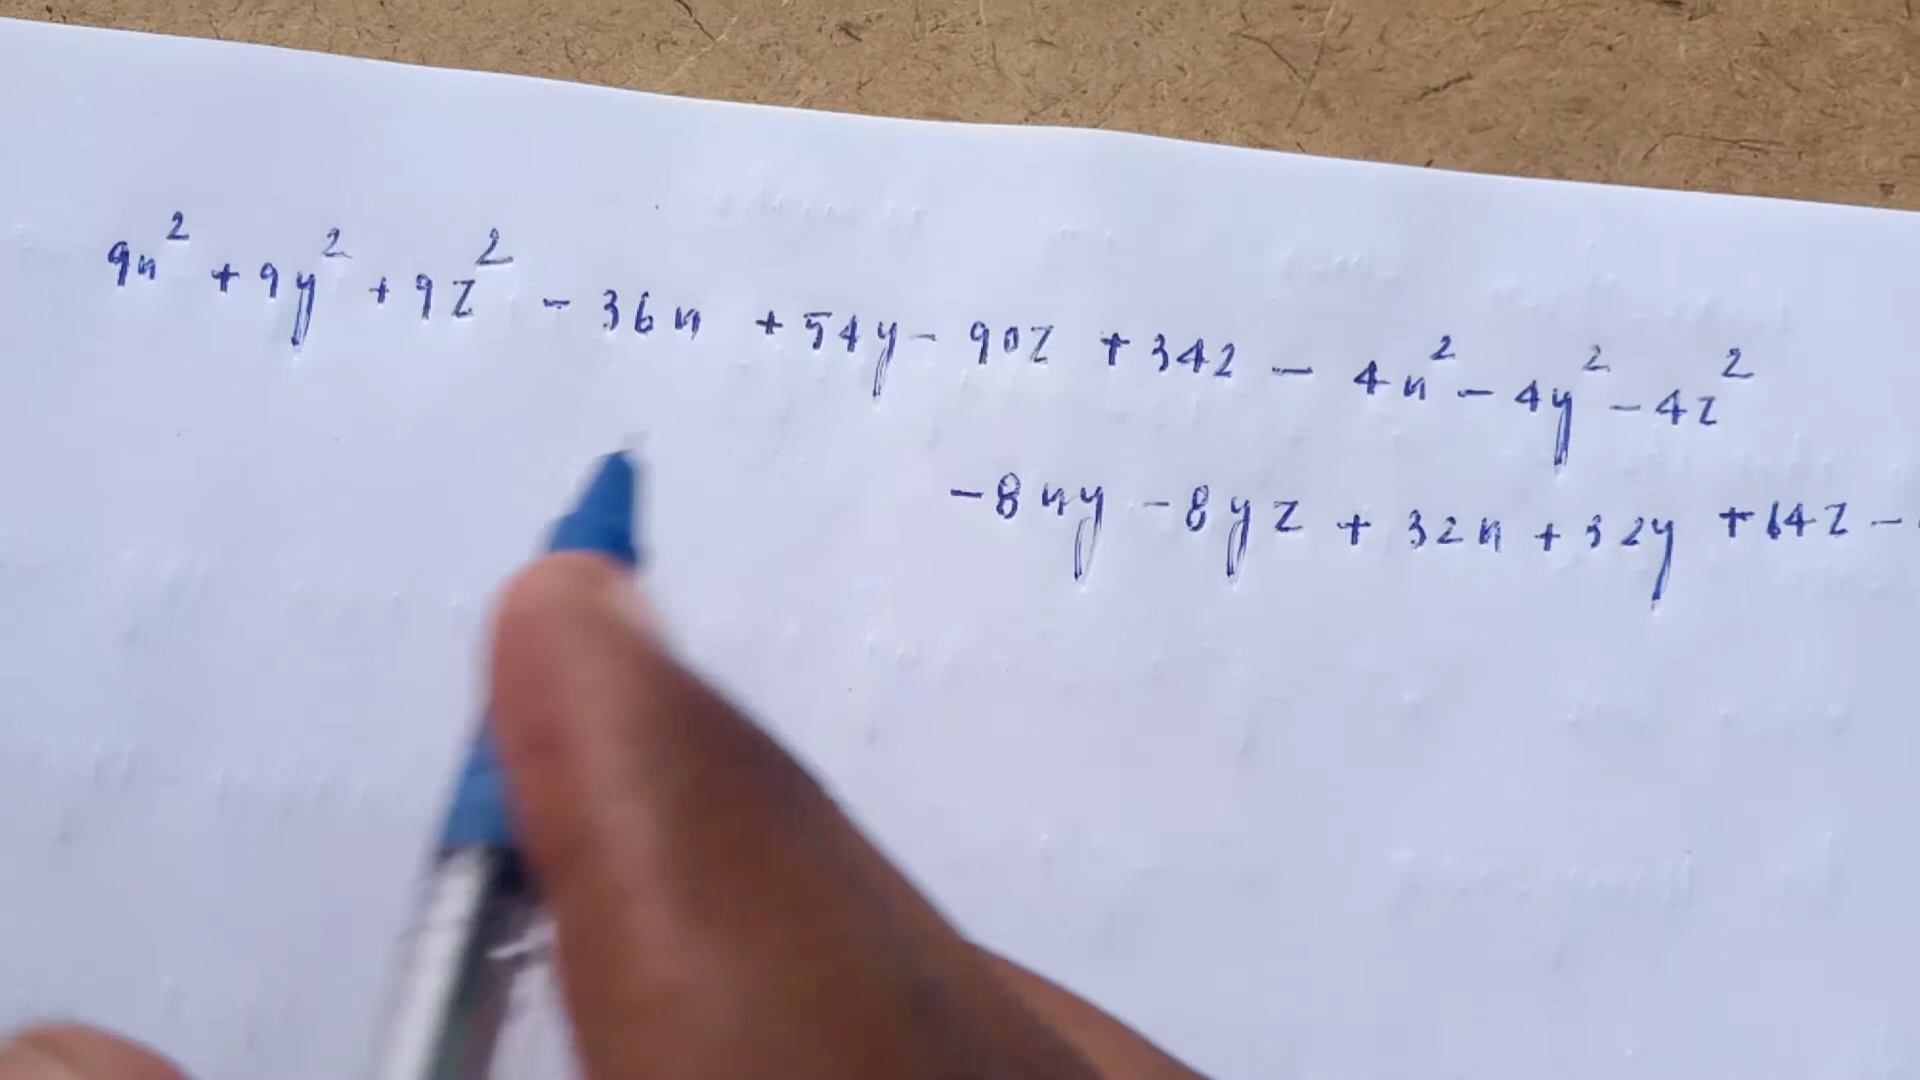 9x² + 9y² + 9z² - 36x + 54y - 90z + 342 - 4x² - 4y² - 4z²
-8xy - 8yz + 32x + 32y + 64z -